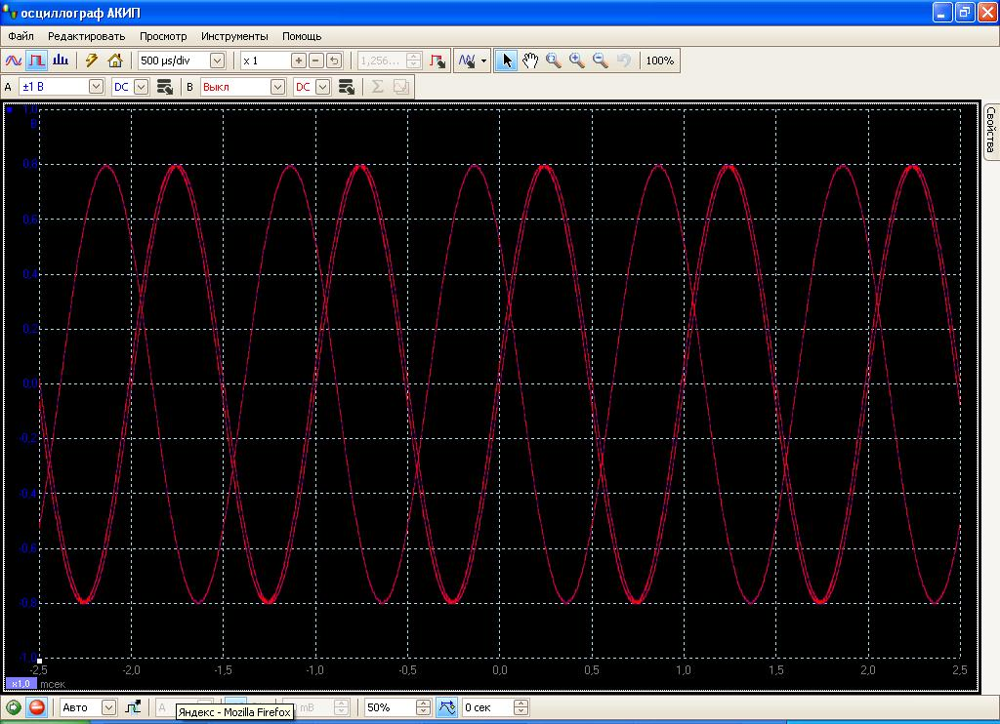 осциллограф АКИП
Файл Редактировать Просмотр Инструменты Помощь
500 µs/div x 1 1,256... 100%
A ±1 В DC B Выкл DC Σ
Свойства
1,0
В
0,8
0,6
0,4
0,2
0,0
-0,2
-0,4
-0,6
-0,8
-1,0
-2,5 -2,0 -1,5 -1,0 -0,5 0,0 0,5 1,0 1,5 2,0 2,5
x1,0 мсек
Авто A mВ 50% 0 сек
Яндекс - Mozilla Firefox